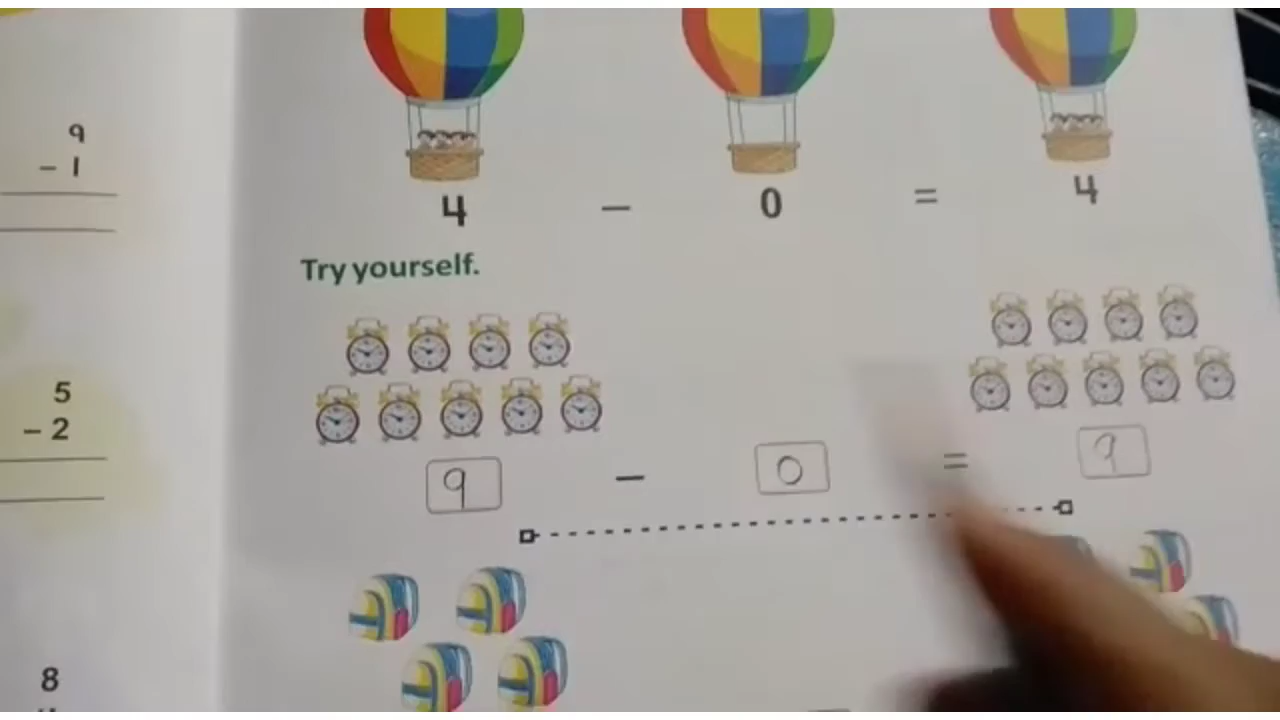 9
- 1
4 - 0 = 4
Try yourself.
5
- 2
9 - 0 = 9
8